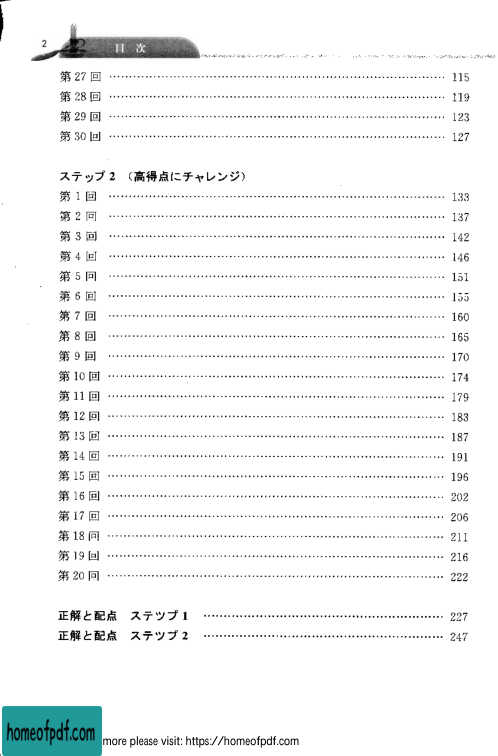 2
目 次
第 27 回 115
第 28 回 119
第 29 回 123
第 30 回 127
ステップ 2 （高得点にチャレンジ）
第 1 回 133
第 2 回 137
第 3 回 142
第 4 回 146
第 5 回 151
第 6 回 155
第 7 回 160
第 8 回 165
第 9 回 170
第 10 回 174
第 11 回 179
第 12 回 183
第 13 回 187
第 14 回 191
第 15 回 196
第 16 回 202
第 17 回 206
第 18 回 211
第 19 回 216
第 20 回 222
正解と配点 ステツプ 1 227
正解と配点 ステツプ 2 247
homeofpdf.com
more please visit: https://homeofpdf.com